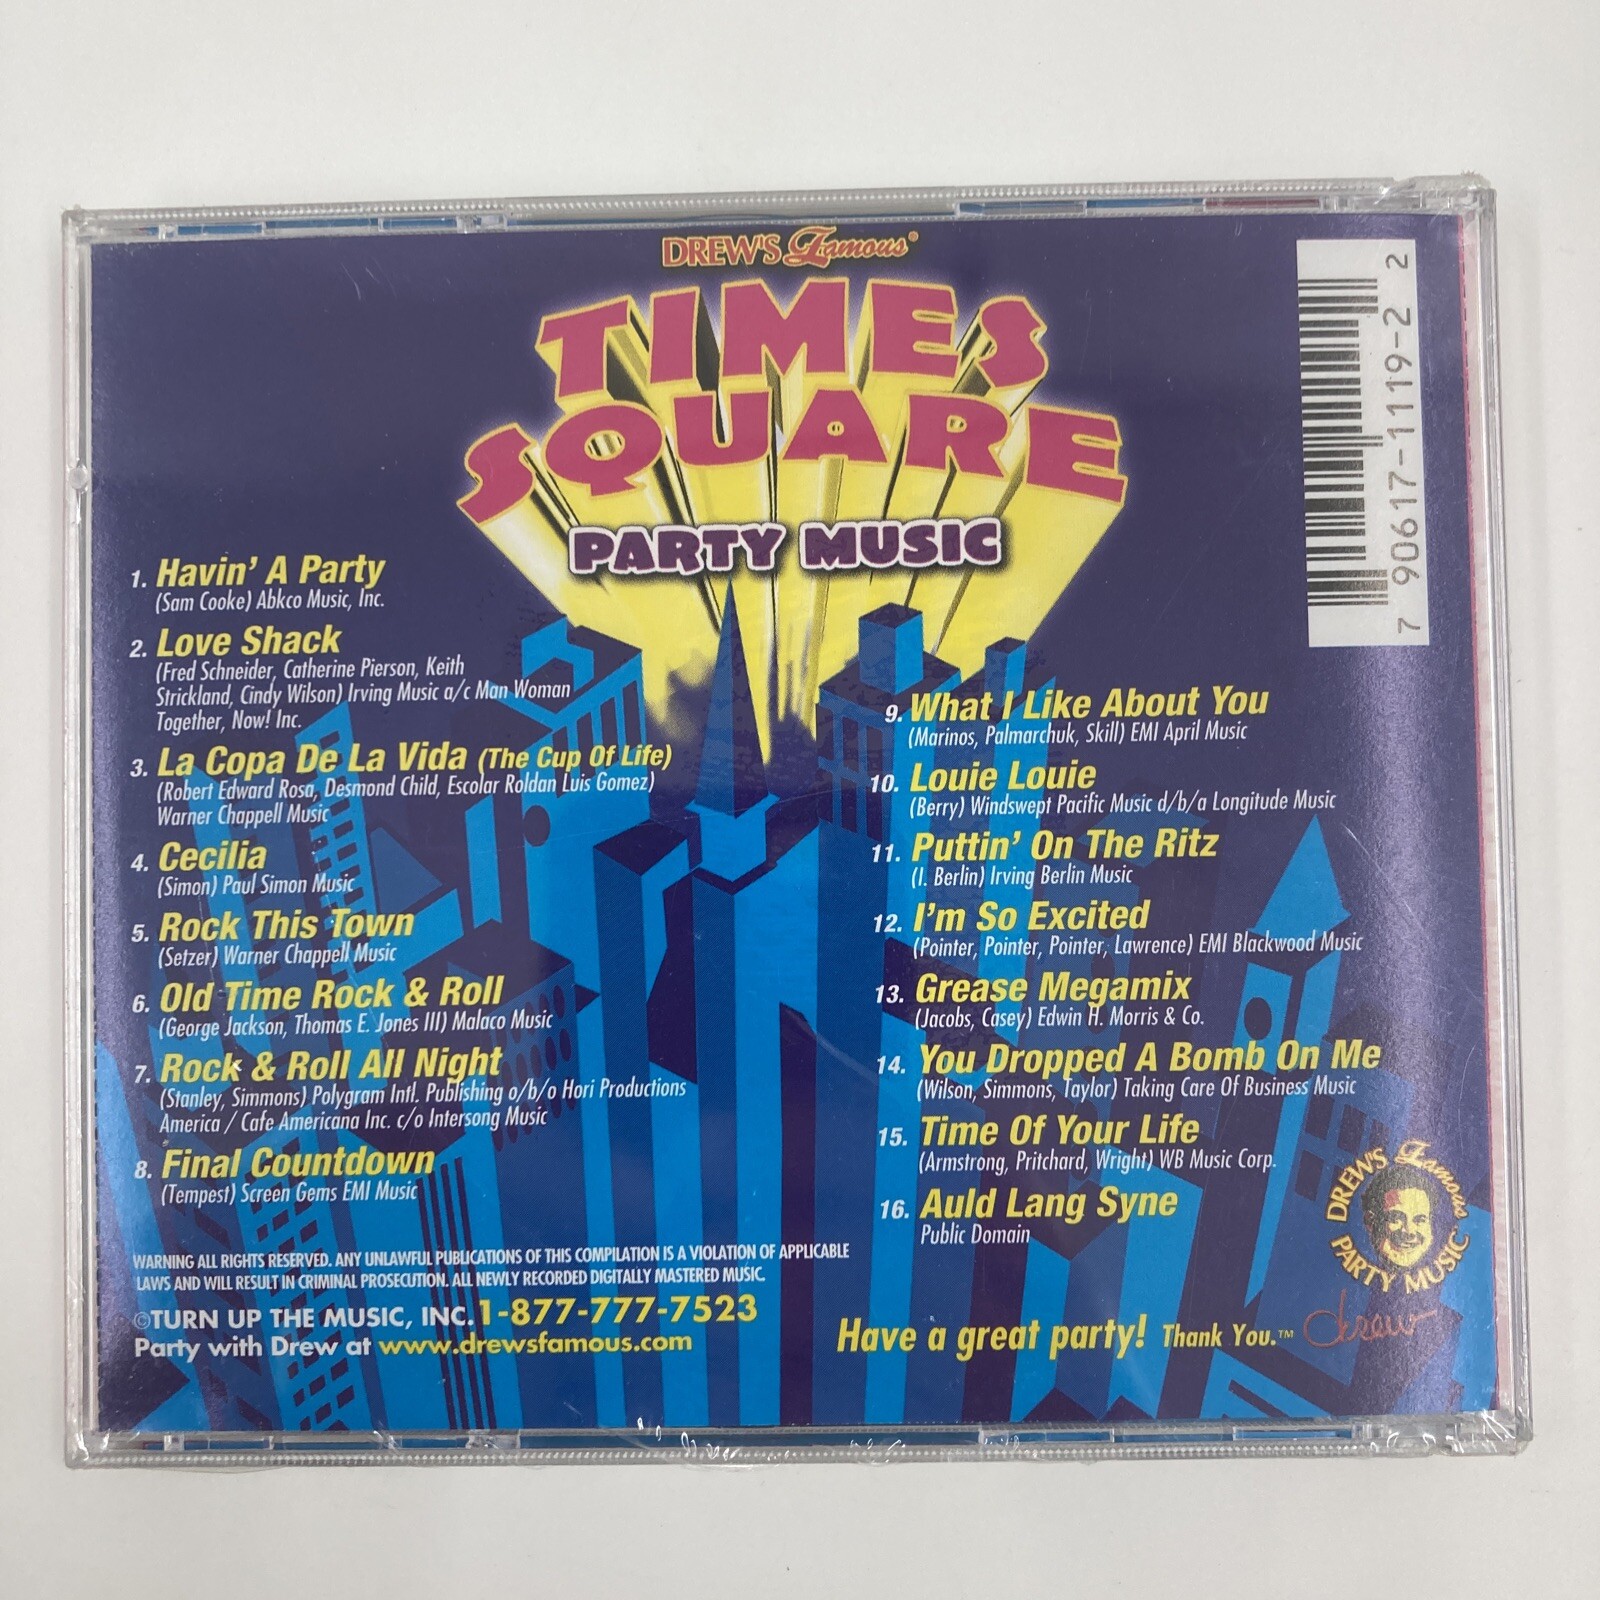 DREW'S Famous®
TIMES
SQUARE
PARTY MUSIC
1. Havin' A Party
(Sam Cooke) Abkco Music, Inc.
2. Love Shack
(Fred Schneider, Catherine Pierson, Keith
Strickland, Cindy Wilson) Irving Music a/c Man Woman
Together, Now! Inc.
3. La Copa De La Vida (The Cup Of Life)
(Robert Edward Rosa, Desmond Child, Escolar Roldan Luis Gomez)
Warner Chappell Music
4. Cecilia
(Simon) Paul Simon Music
5. Rock This Town
(Setzer) Warner Chappell Music
6. Old Time Rock & Roll
(George Jackson, Thomas E. Jones III) Malaco Music
7. Rock & Roll All Night
(Stanley, Simmons) Polygram Intl. Publishing o/b/o Hori Productions
America / Cafe Americana Inc. c/o Intersong Music
8. Final Countdown
(Tempest) Screen Gems EMI Music
9. What I Like About You
(Marinos, Palmarchuk, Skill) EMI April Music
10. Louie Louie
(Berry) Windswept Pacific Music d/b/a Longitude Music
11. Puttin' On The Ritz
(I. Berlin) Irving Berlin Music
12. I'm So Excited
(Pointer, Pointer, Pointer, Lawrence) EMI Blackwood Music
13. Grease Megamix
(Jacobs, Casey) Edwin H. Morris & Co.
14. You Dropped A Bomb On Me
(Wilson, Simmons, Taylor) Taking Care Of Business Music
15. Time Of Your Life
(Armstrong, Pritchard, Wright) WB Music Corp.
16. Auld Lang Syne
Public Domain
WARNING ALL RIGHTS RESERVED. ANY UNLAWFUL PUBLICATIONS OF THIS COMPILATION IS A VIOLATION OF APPLICABLE
LAWS AND WILL RESULT IN CRIMINAL PROSECUTION. ALL NEWLY RECORDED DIGITALLY MASTERED MUSIC.
©TURN UP THE MUSIC, INC. 1-877-777-7523
Party with Drew at www.drewsfamous.com
Have a great party! Thank You.™
drew
DREW'S Famous
PARTY MUSIC
7 90617-1119-2 2